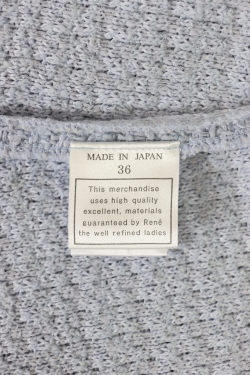 MADE IN JAPAN
36
This merchandise
uses high quality
excellent, materials
guaranteed by René
the well refined ladies